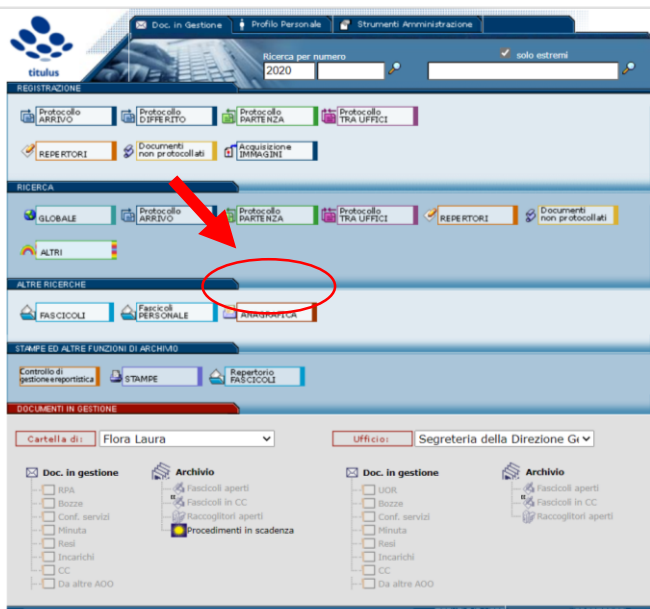 Doc. in Gestione
Profilo Personale
Strumenti Amministrazione
titulus
Ricerca per numero
solo estremi
2020
REGISTRAZIONE
Protocollo ARRIVO
Protocollo DIFFERITO
Protocollo PARTENZA
Protocollo TRA UFFICI
REPERTORI
Documenti non protocollati
Acquisizione IMMAGINI
RICERCA
GLOBALE
Protocollo ARRIVO
Protocollo PARTENZA
Protocollo TRA UFFICI
REPERTORI
Documenti non protocollati
ALTRI
ALTRE RICERCHE
FASCICOLI
Fascicoli PERSONALE
ANAGRAFICA
STAMPE ED ALTRE FUNZIONI DI ARCHIVIO
Controllo di gestione e reportistica
STAMPE
Repertorio FASCICOLI
DOCUMENTI IN GESTIONE
Cartella di:
Flora Laura
Ufficio:
Segreteria della Direzione Ge
Doc. in gestione
RPA
Bozze
Conf. servizi
Minuta
Resi
Incarichi
CC
Da altre AOO
Archivio
Fascicoli aperti
Fascicoli in CC
Raccoglitori aperti
Procedimenti in scadenza
Doc. in gestione
UOR
Bozze
Conf. servizi
Minuta
Resi
Incarichi
CC
Da altre AOO
Archivio
Fascicoli aperti
Fascicoli in CC
Raccoglitori aperti